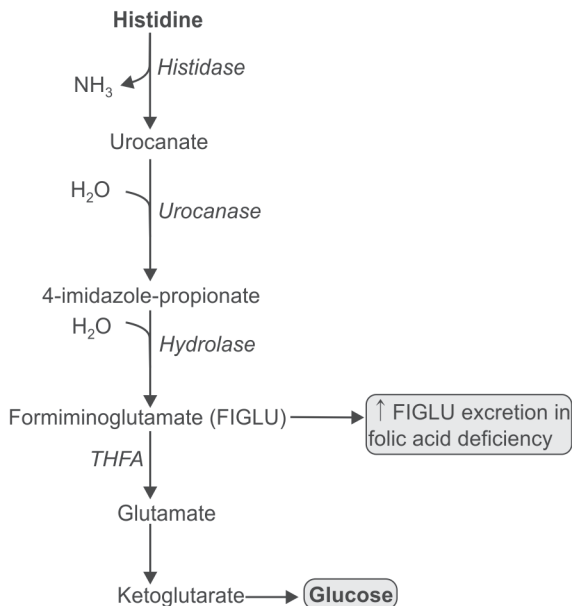 Histidine
Histidase
NH₃
Urocanate
H₂O
Urocanase
4-imidazole-propionate
H₂O
Hydrolase
Formiminoglutamate (FIGLU)
↑ FIGLU excretion in
folic acid deficiency
THFA
Glutamate
Ketoglutarate
Glucose